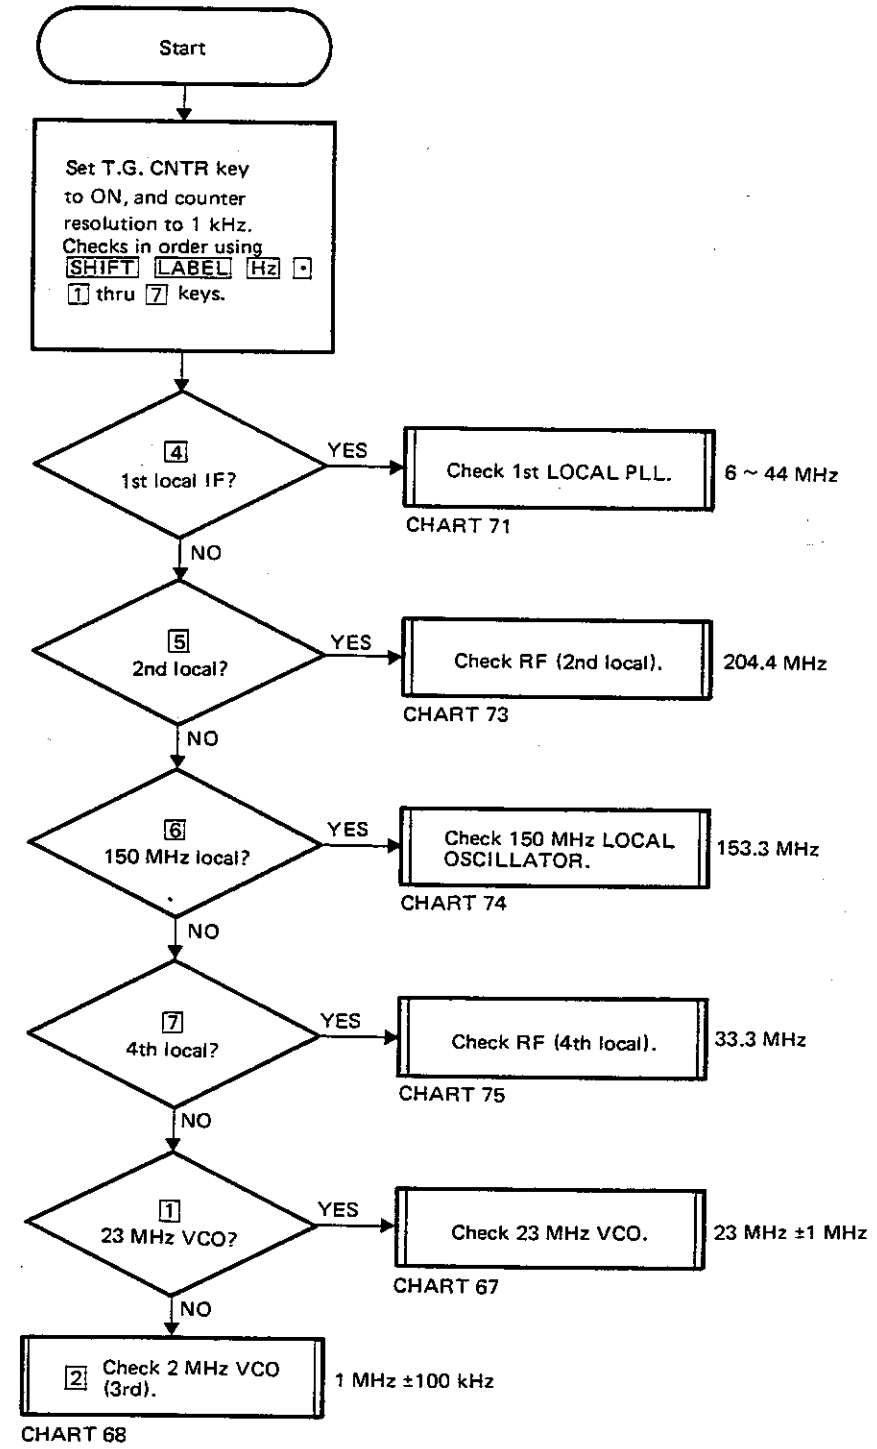 Start
Set T.G. CNTR key
to ON, and counter
resolution to 1 kHz.
Checks in order using
SHIFT LABEL Hz ·
1 thru 7 keys.
4
1st local IF?
YES
Check 1st LOCAL PLL.
6 ~ 44 MHz
CHART 71
NO
5
2nd local?
YES
Check RF (2nd local).
204.4 MHz
CHART 73
NO
6
150 MHz local?
YES
Check 150 MHz LOCAL
OSCILLATOR.
153.3 MHz
CHART 74
NO
7
4th local?
YES
Check RF (4th local).
33.3 MHz
CHART 75
NO
1
23 MHz VCO?
YES
Check 23 MHz VCO.
23 MHz ±1 MHz
CHART 67
NO
2 Check 2 MHz VCO
(3rd).
1 MHz ±100 kHz
CHART 68